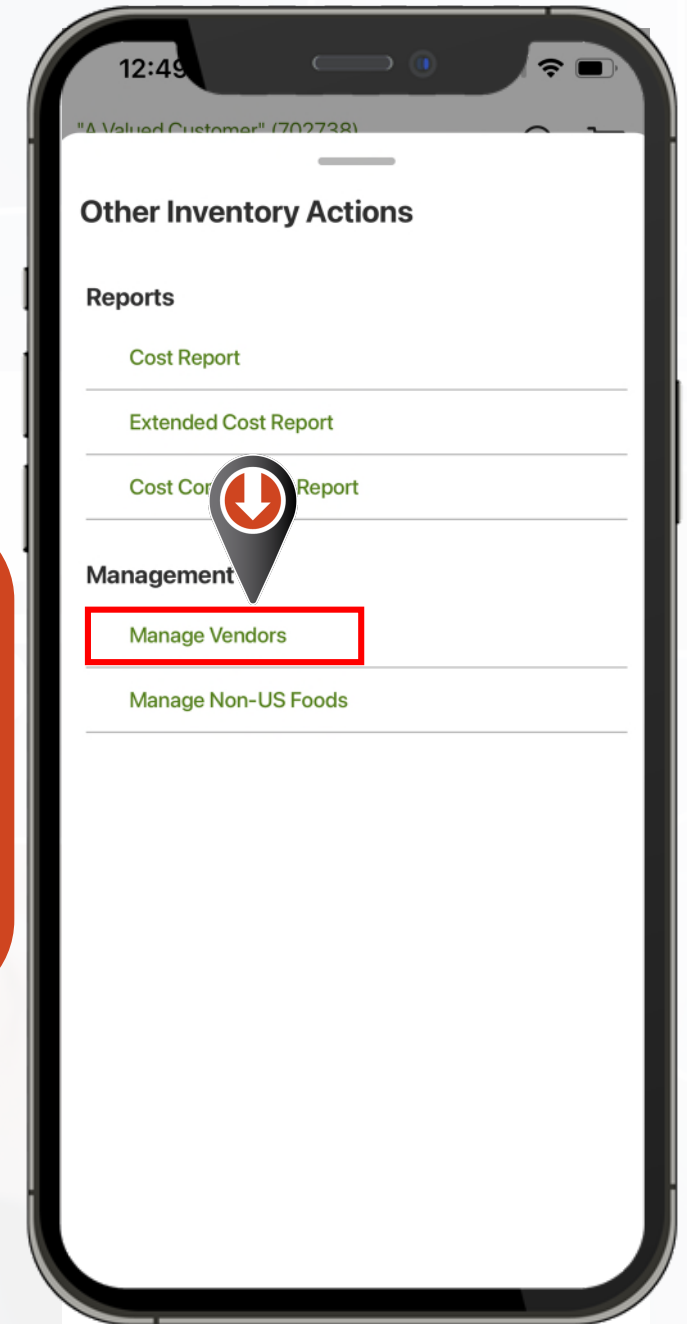 12:49
"A Valued Customer" (702738)
Other Inventory Actions
Reports
Cost Report
Extended Cost Report
Cost Report
Management
Manage Vendors
Manage Non-US Foods